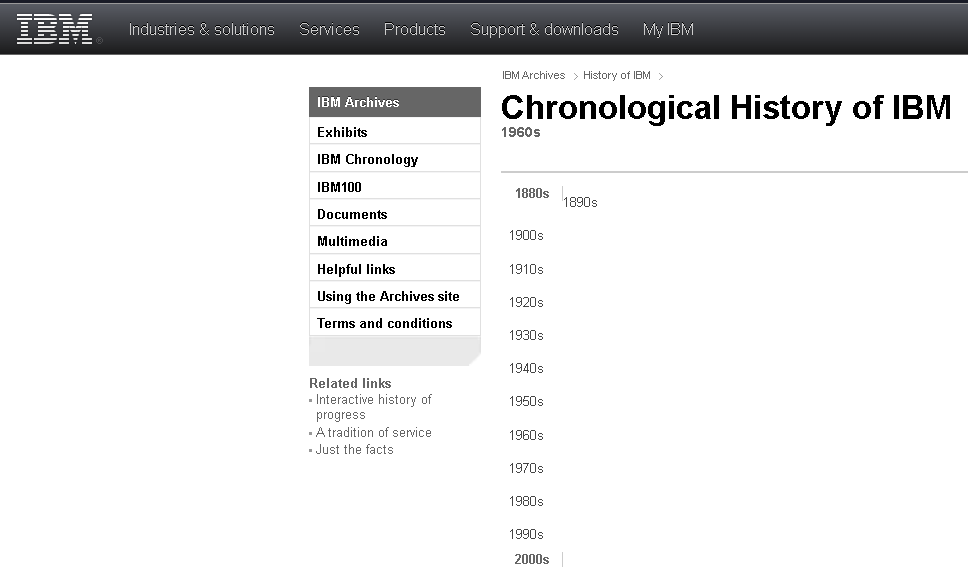 IBM®
Industries & solutions Services Products Support & downloads My IBM
IBM Archives > History of IBM >
Chronological History of IBM
1960s
IBM Archives
Exhibits
IBM Chronology
IBM100
Documents
Multimedia
Helpful links
Using the Archives site
Terms and conditions
Related links
Interactive history of
progress
A tradition of service
Just the facts
1880s
1890s
1900s
1910s
1920s
1930s
1940s
1950s
1960s
1970s
1980s
1990s
2000s